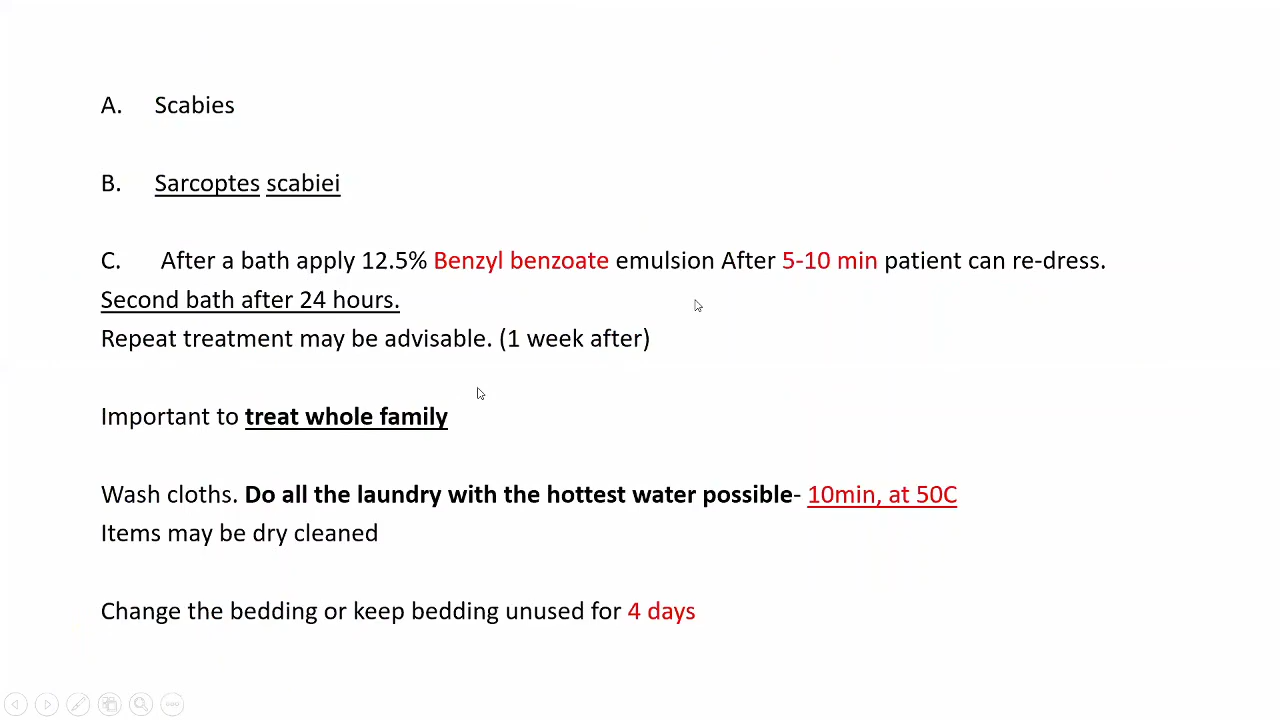 A. Scabies
B. Sarcoptes scabiei
C. After a bath apply 12.5% Benzyl benzoate emulsion After 5-10 min patient can re-dress.
Second bath after 24 hours.
Repeat treatment may be advisable. (1 week after)
Important to treat whole family
Wash cloths. Do all the laundry with the hottest water possible- 10min, at 50C
Items may be dry cleaned
Change the bedding or keep bedding unused for 4 days